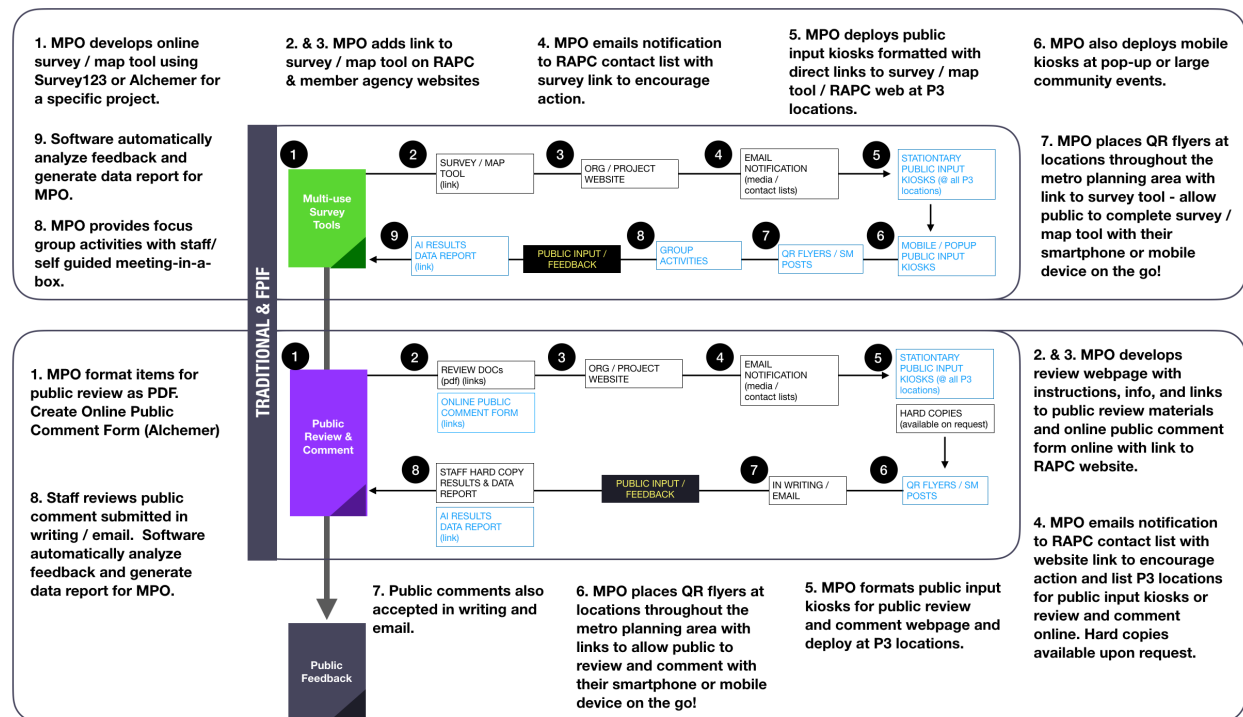 1. MPO develops online
survey / map tool using
Survey123 or Alchemer for
a specific project.
2. & 3. MPO adds link to
survey / map tool on RAPC
& member agency websites
4. MPO emails notification
to RAPC contact list with
survey link to encourage
action.
5. MPO deploys public
input kiosks formatted with
direct links to survey / map
tool / RAPC web at P3
locations.
6. MPO also deploys mobile
kiosks at pop-up or large
community events.
9. Software automatically
analyze feedback and
generate data report for
MPO.
8. MPO provides focus
group activities with staff/
self guided meeting-in-a-
box.
7. MPO places QR flyers at
locations throughout the
metro planning area with
link to survey tool - allow
public to complete survey /
map tool with their
smartphone or mobile
device on the go!
TRADITIONAL & FPIF
1
Multi-use
Survey
Tools
2
SURVEY / MAP
TOOL
(link)
3
ORG / PROJECT
WEBSITE
4
EMAIL
NOTIFICATION
(media /
contact lists)
5
STATIONTARY
PUBLIC INPUT
KIOSKS (@ all P3
locations)
9
AI RESULTS
DATA REPORT
(link)
PUBLIC INPUT /
FEEDBACK
8
GROUP
ACTIVITIES
7
QR FLYERS / SM
POSTS
6
MOBILE / POPUP
PUBLIC INPUT
KIOSKS
1. MPO format items for
public review as PDF.
Create Online Public
Comment Form (Alchemer)
8. Staff reviews public
comment submitted in
writing / email. Software
automatically analyze
feedback and generate
data report for MPO.
1
Public
Review &
Comment
2
REVIEW DOCs
(pdf) (links)
ONLINE PUBLIC
COMMENT FORM
(links)
3
ORG / PROJECT
WEBSITE
4
EMAIL
NOTIFICATION
(media /
contact lists)
5
STATIONTARY
PUBLIC INPUT
KIOSKS (@ all P3
locations)
HARD COPIES
(available on request)
8
STAFF HARD COPY
RESULTS & DATA
REPORT
AI RESULTS
DATA REPORT
(link)
PUBLIC INPUT /
FEEDBACK
7
IN WRITING /
EMAIL
6
QR FLYERS / SM
POSTS
2. & 3. MPO develops
review webpage with
instructions, info, and links
to public review materials
and online public comment
form online with link to
RAPC website.
4. MPO emails notification
to RAPC contact list with
website link to encourage
action and list P3 locations
for public input kiosks or
review and comment
online. Hard copies
available upon request.
7. Public comments also
accepted in writing and
email.
6. MPO places QR flyers at
locations throughout the
metro planning area with
links to allow public to
review and comment with
their smartphone or mobile
device on the go!
5. MPO formats public input
kiosks for public review
and comment webpage and
deploy at P3 locations.
Public
Feedback